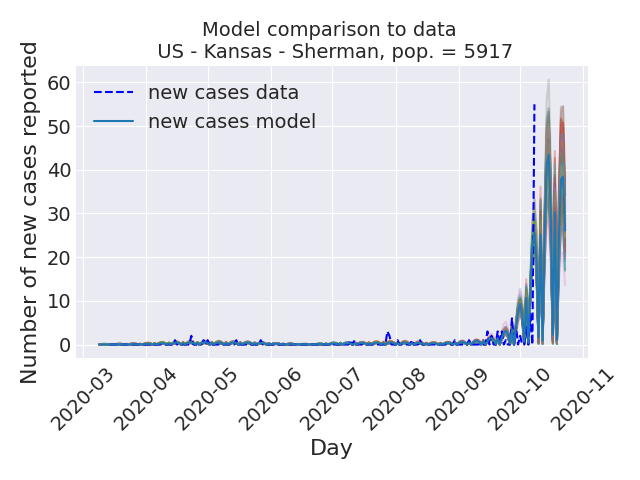 Model comparison to data
US - Kansas - Sherman, pop. = 5917
Number of new cases reported
60
50
40
30
20
10
0
new cases data
new cases model
2020-03
2020-04
2020-05
2020-06
2020-07
2020-08
2020-09
2020-10
2020-11
Day